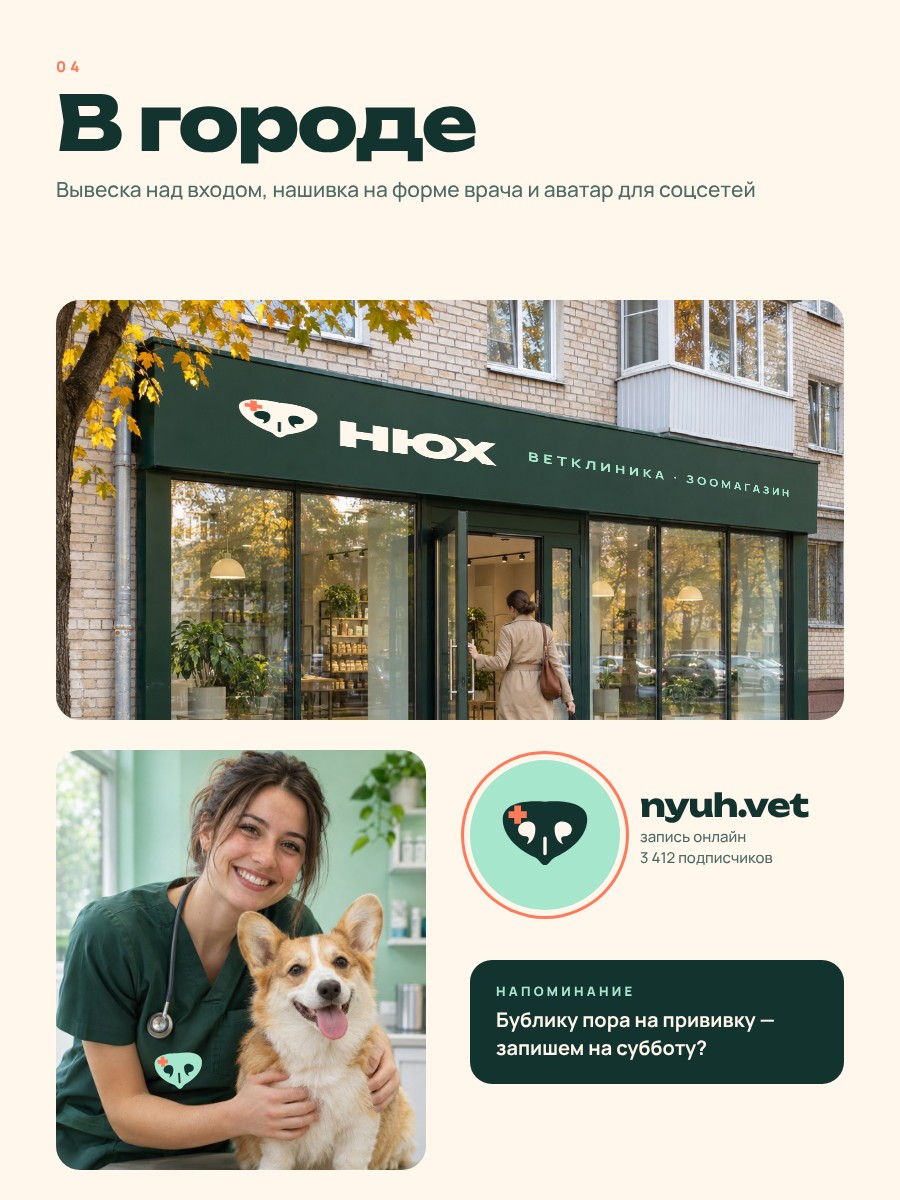 04
В городе
Вывеска над входом, нашивка на форме врача и аватар для соцсетей
НЮХ
ВЕТКЛИНИКА · ЗООМАГАЗИН
nyuh.vet
запись онлайн
3 412 подписчиков
НАПОМИНАНИЕ
Бублику пора на прививку —
запишем на субботу?